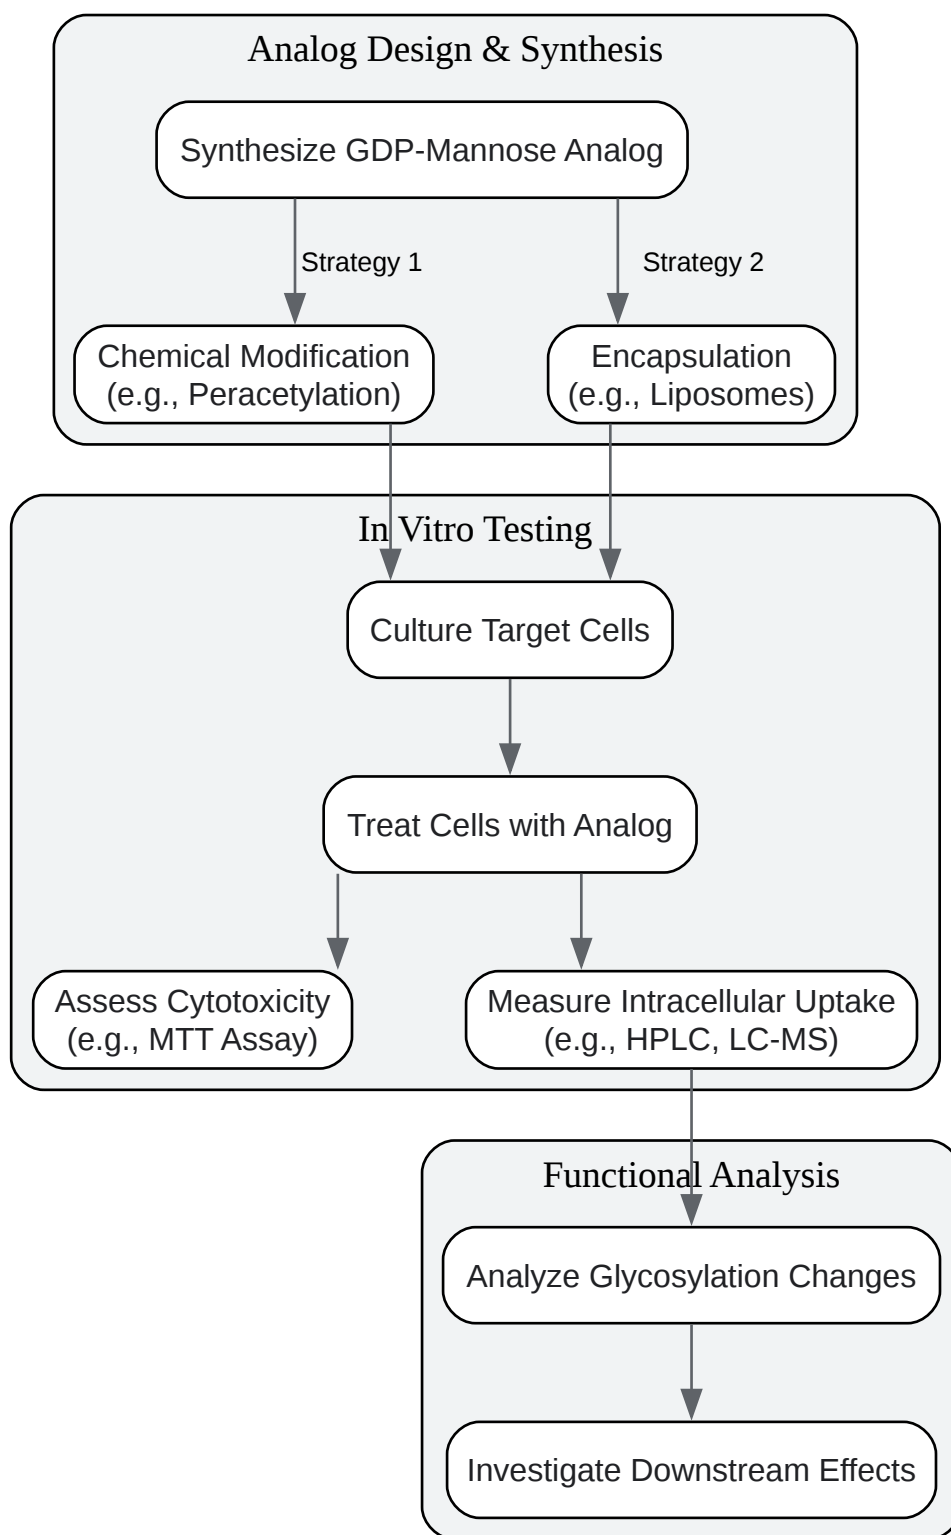 Analog Design & Synthesis
Synthesize GDP-Mannose Analog
Strategy 1
Strategy 2
Chemical Modification
(e.g., Peracetylation)
Encapsulation
(e.g., Liposomes)
In Vitro Testing
Culture Target Cells
Treat Cells with Analog
Assess Cytotoxicity
(e.g., MTT Assay)
Measure Intracellular Uptake
(e.g., HPLC, LC-MS)
Functional Analysis
Analyze Glycosylation Changes
Investigate Downstream Effects